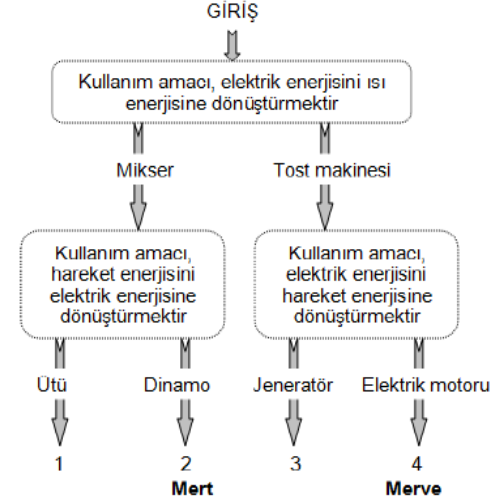 GİRİŞ
Kullanım amacı, elektrik enerjisini ısı
enerjisine dönüştürmektir
Mikser
Tost makinesi
Kullanım amacı,
hareket enerjisini
elektrik enerjisine
dönüştürmektir
Kullanım amacı,
elektrik enerjisini
hareket enerjisine
dönüştürmektir
Ütü
Dinamo
Jeneratör
Elektrik motoru
1
2
3
4
Mert
Merve